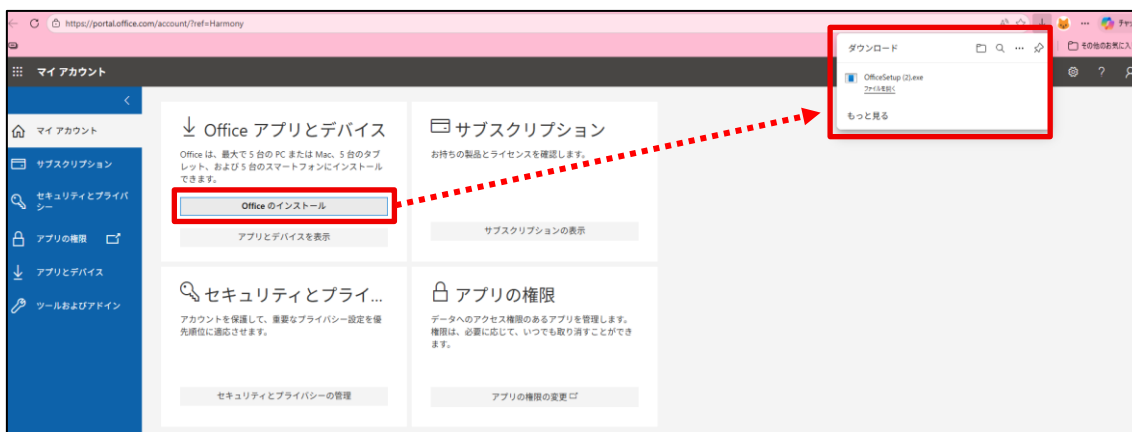 https://portal.office.com/account/?ref=Harmony
ダウンロード
その他のお気に入
OfficeSetup (2).exe
ファイルを開く
もっと見る
マイ アカウント
マイ アカウント
サブスクリプション
セキュリティとプライバ
シー
アプリの権限
アプリとデバイス
ツールおよびアドイン
Office アプリとデバイス
Office は、最大で 5 台の PC または Mac、5 台のタブ
レット、および 5 台のスマートフォンにインストール
できます。
Office のインストール
アプリとデバイスを表示
サブスクリプション
お持ちの製品とライセンスを確認します。
サブスクリプションの表示
セキュリティとプライ...
アカウントを保護して、重要なプライバシー設定を優
先順位に適応させます。
セキュリティとプライバシーの管理
アプリの権限
データへのアクセス権限のあるアプリを管理します。
権限は、必要に応じて、いつでも取り消すことができ
ます。
アプリの権限の変更